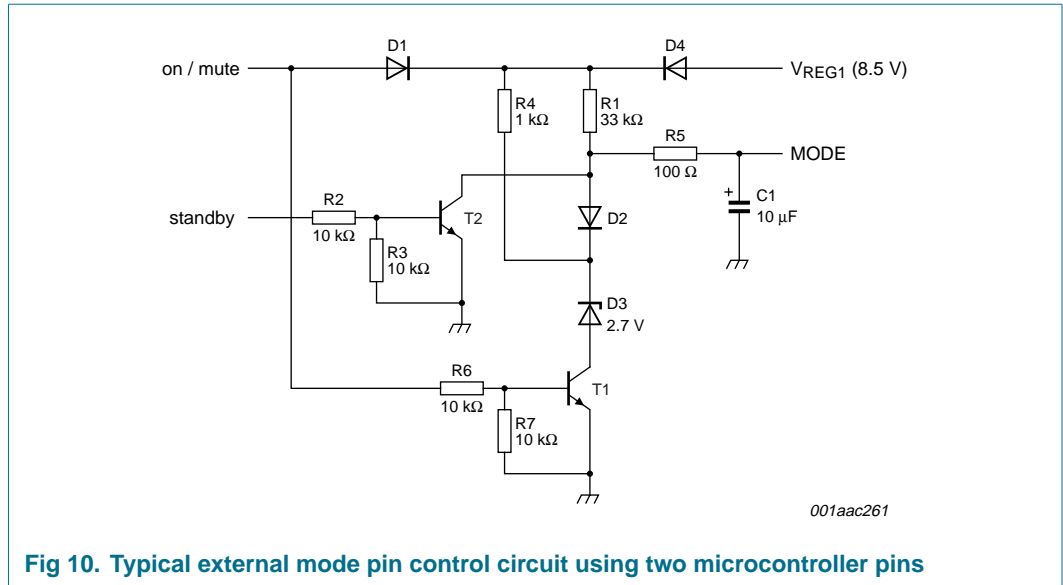 D1
D4
on / mute
VREG1 (8.5 V)
R4
1 kΩ
R1
33 kΩ
R5
100 Ω
MODE
+
C1
10 μF
R2
10 kΩ
standby
T2
D2
R3
10 kΩ
D3
2.7 V
R6
10 kΩ
T1
R7
10 kΩ
001aac261
Fig 10. Typical external mode pin control circuit using two microcontroller pins